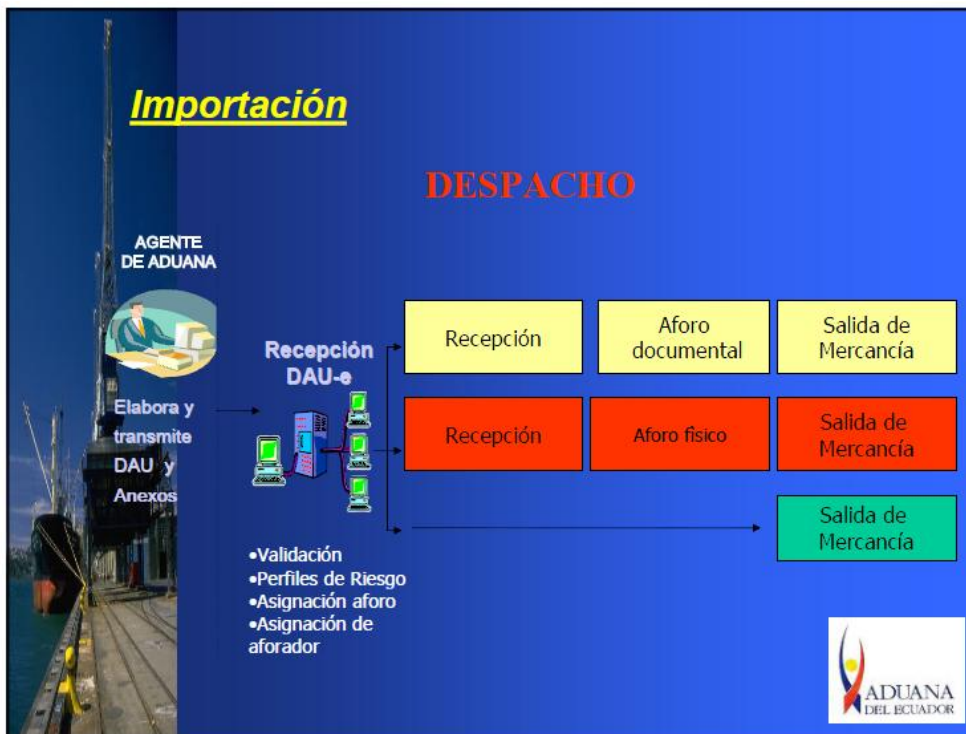 Importación
DESPACHO
AGENTE
DE ADUANA
Elabora y
transmite
DAU y
Anexos
Recepción
DAU-e
•Validación
•Perfiles de Riesgo
•Asignación aforo
•Asignación de
aforador
Recepción
Aforo
documental
Salida de
Mercancía
Recepción
Aforo físico
Salida de
Mercancía
Salida de
Mercancía
ADUANA
DEL ECUADOR